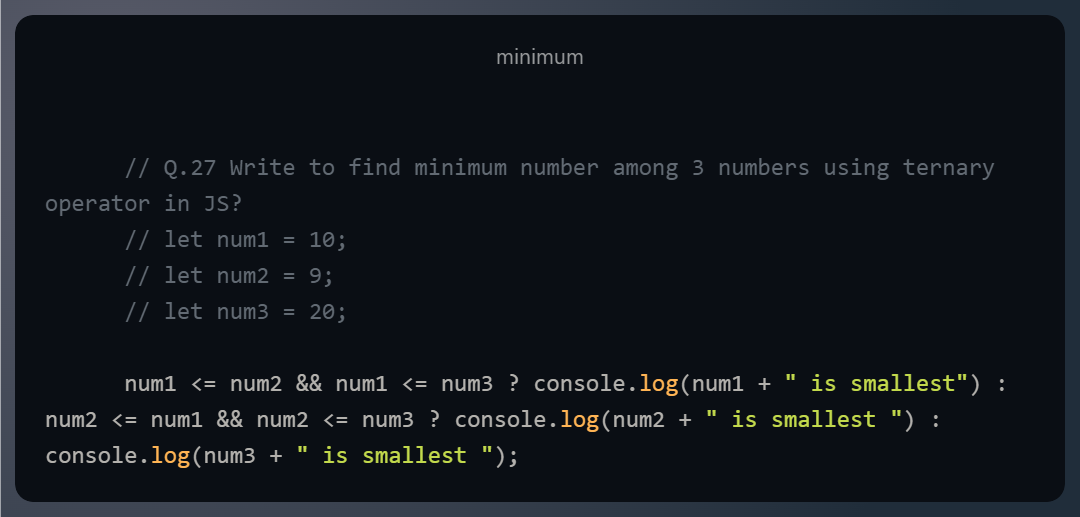 minimum
// Q.27 Write to find minimum number among 3 numbers using ternary
operator in JS?
// let num1 = 10;
// let num2 = 9;
// let num3 = 20;
num1 <= num2 && num1 <= num3 ? console.log(num1 + " is smallest") :
num2 <= num1 && num2 <= num3 ? console.log(num2 + " is smallest ") :
console.log(num3 + " is smallest ");